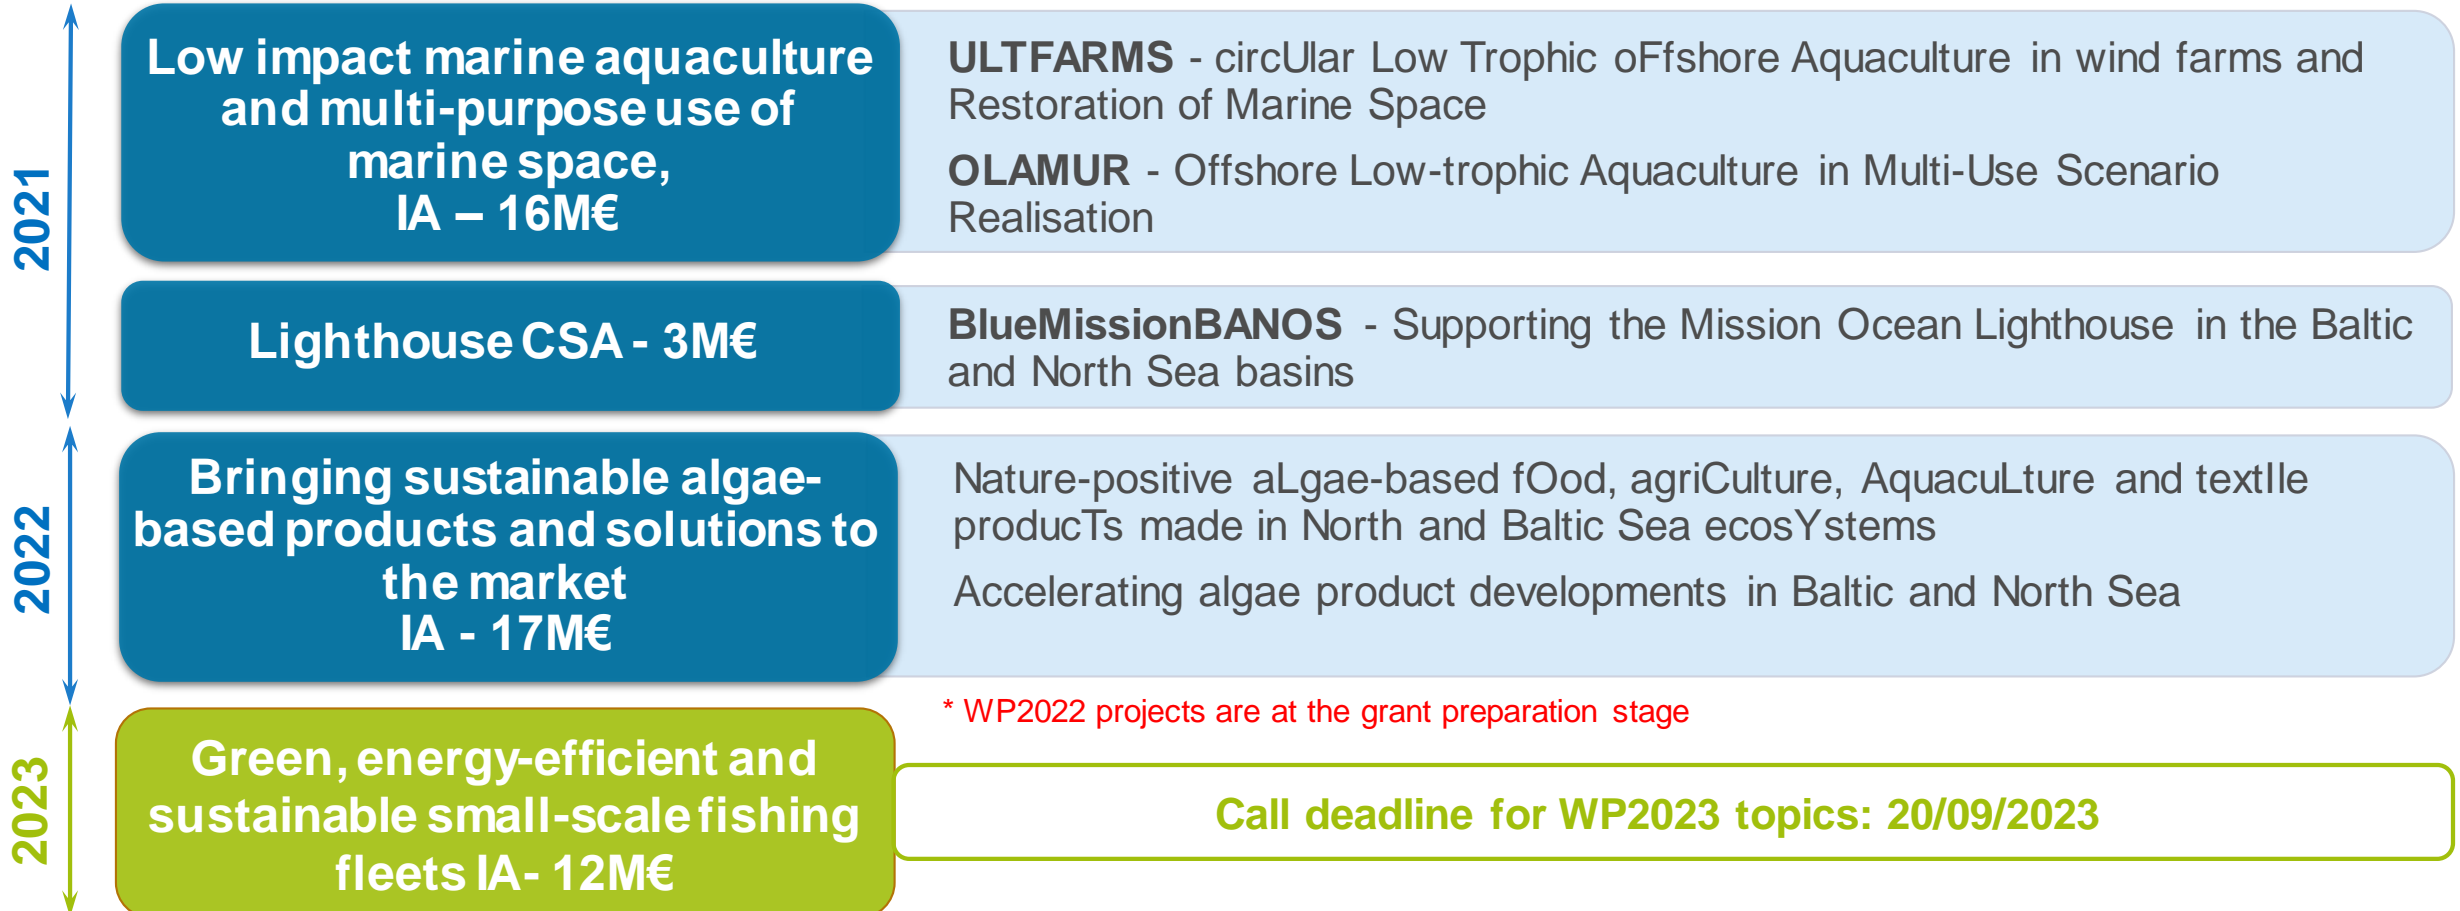 2021
Low impact marine aquaculture
and multi-purpose use of
marine space,
IA – 16M€
ULTFARMS - circUlar Low Trophic oFfshore Aquaculture in wind farms and
Restoration of Marine Space
OLAMUR - Offshore Low-trophic Aquaculture in Multi-Use Scenario
Realisation
Lighthouse CSA - 3M€
BlueMissionBANOS - Supporting the Mission Ocean Lighthouse in the Baltic
and North Sea basins
2022
Bringing sustainable algae-
based products and solutions to
the market
IA - 17M€
Nature-positive aLgae-based fOod, agriCulture, AquacuLture and textIle
producTs made in North and Baltic Sea ecosYstems
Accelerating algae product developments in Baltic and North Sea
* WP2022 projects are at the grant preparation stage
2023
Green, energy-efficient and
sustainable small-scale fishing
fleets IA- 12M€
Call deadline for WP2023 topics: 20/09/2023